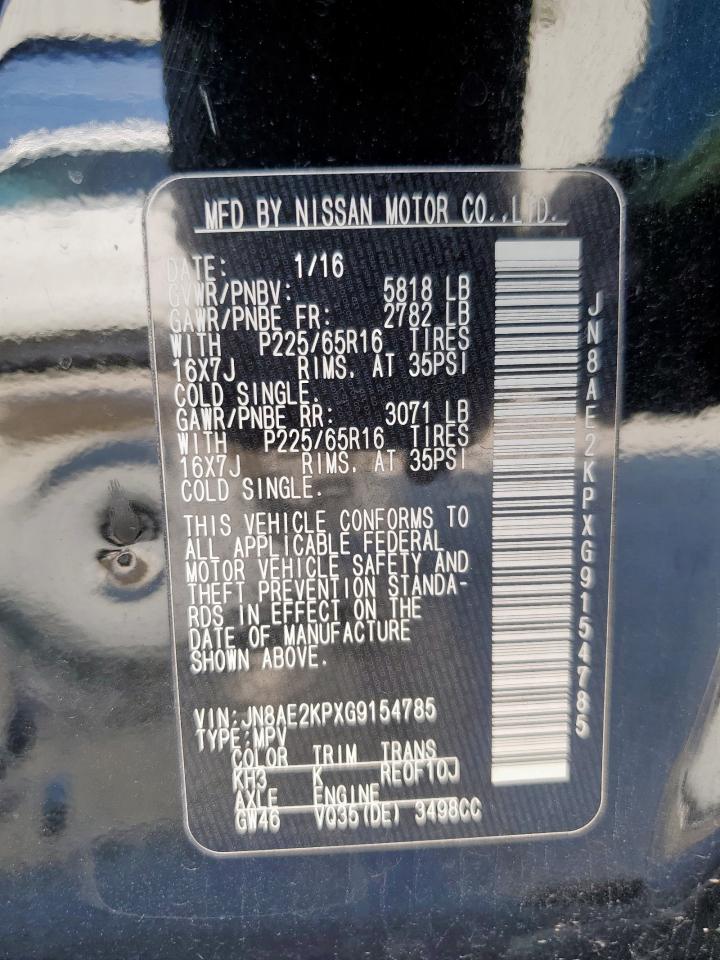 MFD BY NISSAN MOTOR CO.,LTD.
DATE: 1/16
GVWR/PNBV: 5818 LB
GAWR/PNBE FR: 2782 LB
WITH P225/65R16 TIRES
16X7J RIMS. AT 35PSI
COLD SINGLE.
GAWR/PNBE RR: 3071 LB
WITH P225/65R16 TIRES
16X7J RIMS. AT 35PSI
COLD SINGLE.
THIS VEHICLE CONFORMS TO
ALL APPLICABLE FEDERAL
MOTOR VEHICLE SAFETY AND
THEFT PREVENTION STANDA-
RDS IN EFFECT ON THE
DATE OF MANUFACTURE
SHOWN ABOVE.
VIN:JN8AE2KPXG9154785
TYPE:MPV
COLOR TRIM TRANS
KH3 K RE0F10J
AXLE ENGINE
GW46 VQ35(DE) 3498CC
JN8AE2KPXG9154785